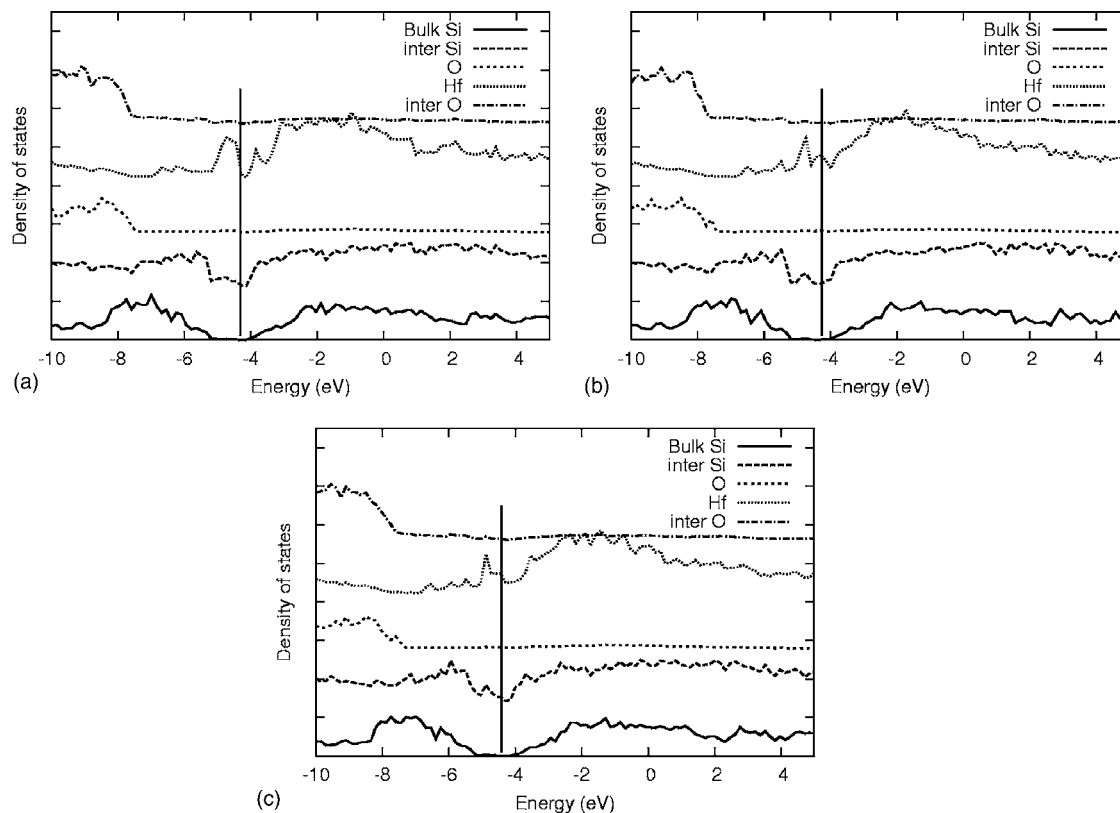 Density of states
Bulk Si
inter Si
O
Hf
inter O
-10 -8 -6 -4 -2 0 2 4
Energy (eV)
(a)
Density of states
Bulk Si
inter Si
O
Hf
inter O
-10 -8 -6 -4 -2 0 2 4
Energy (eV)
(b)
Density of states
Bulk Si
inter Si
O
Hf
inter O
-10 -8 -6 -4 -2 0 2 4
Energy (eV)
(c)